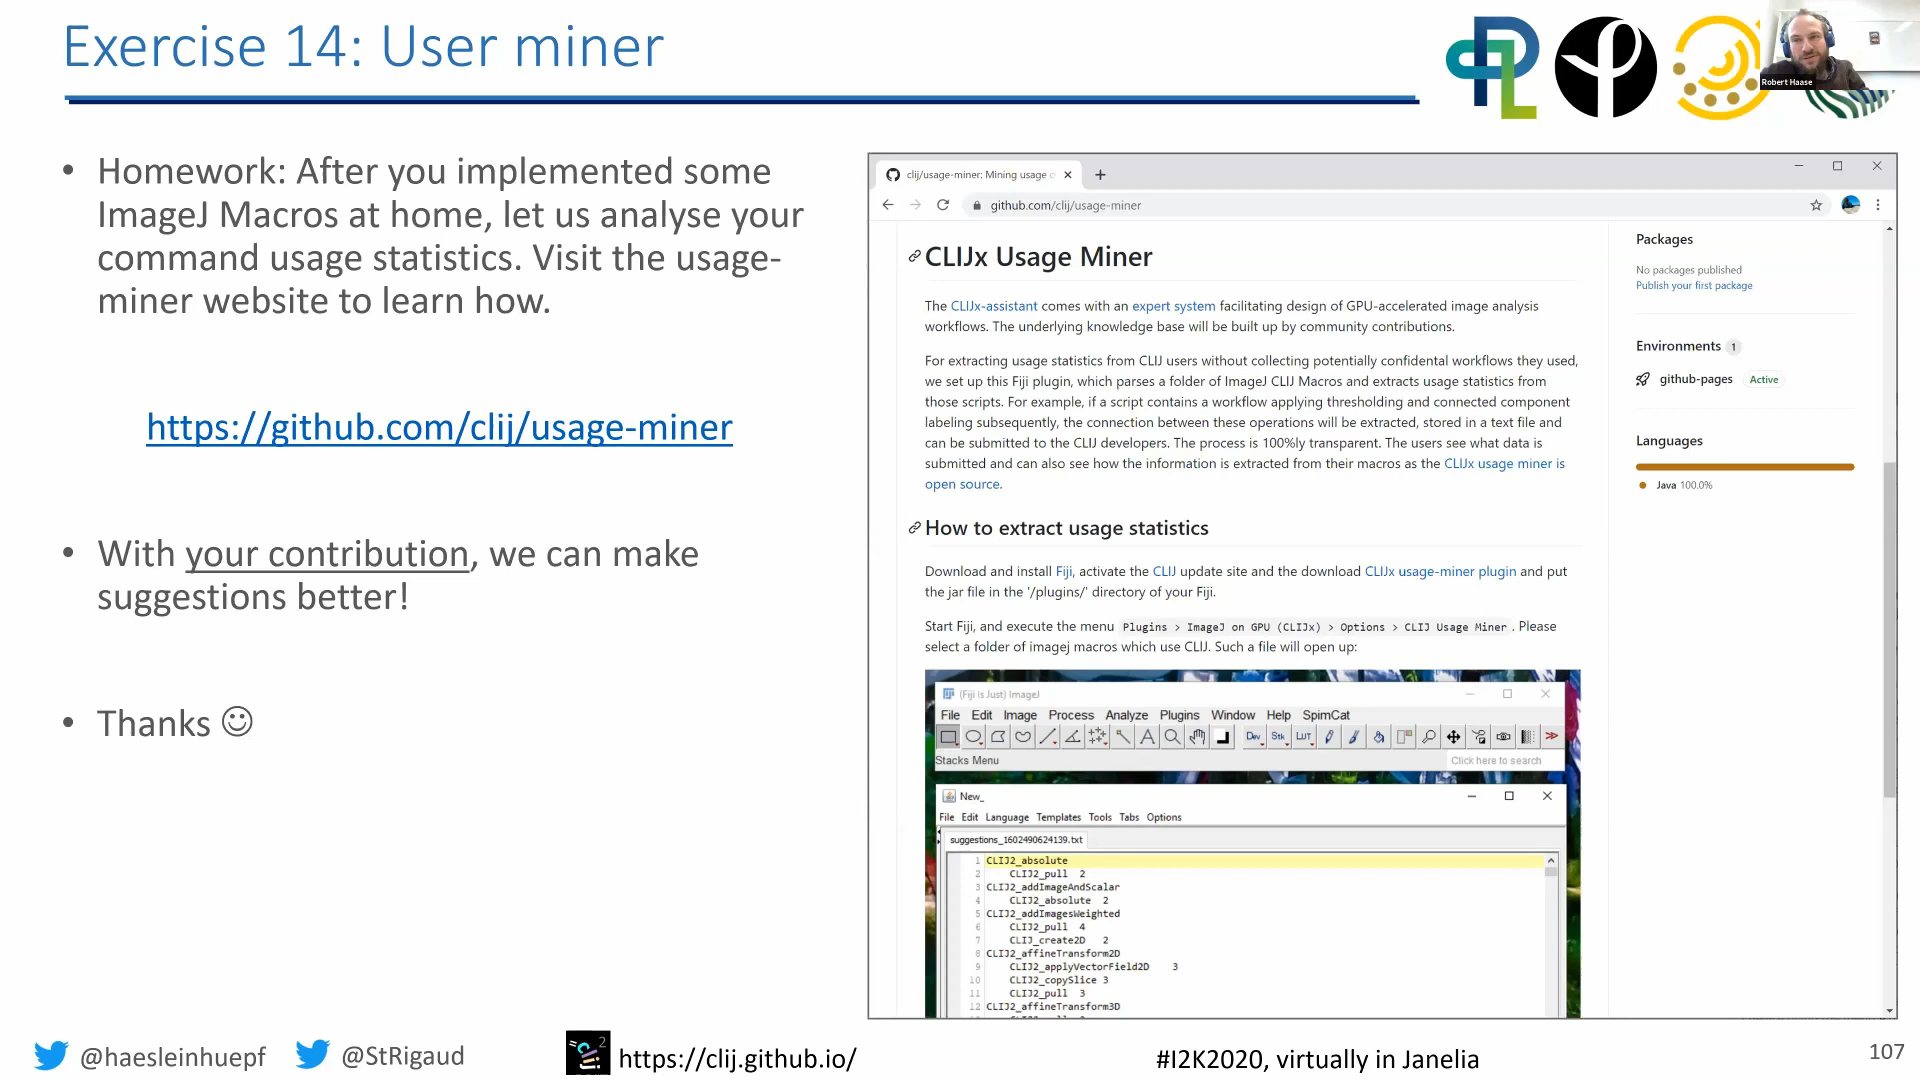 Exercise 14: User miner
Robert Haase
• Homework: After you implemented some
ImageJ Macros at home, let us analyse your
command usage statistics. Visit the usage-
miner website to learn how.
https://github.com/clij/usage-miner
• With your contribution, we can make
suggestions better!
• Thanks ☺
clij/usage-miner: Mining usage
github.com/clij/usage-miner
CLIJx Usage Miner
The CLIJx-assistant comes with an expert system facilitating design of GPU-accelerated image analysis
workflows. The underlying knowledge base will be built up by community contributions.
For extracting usage statistics from CLIJ users without collecting potentially confidental workflows they used,
we set up this Fiji plugin, which parses a folder of ImageJ CLIJ Macros and extracts usage statistics from
those scripts. For example, if a script contains a workflow applying thresholding and connected component
labeling subsequently, the connection between these operations will be extracted, stored in a text file and
can be submitted to the CLIJ developers. The process is 100%ly transparent. The users see what data is
submitted and can also see how the information is extracted from their macros as the CLIJx usage miner is
open source.
How to extract usage statistics
Download and install Fiji, activate the CLIJ update site and the download CLIJx usage-miner plugin and put
the jar file in the '/plugins/' directory of your Fiji.
Start Fiji, and execute the menu Plugins > ImageJ on GPU (CLIJx) > Options > CLIJ Usage Miner . Please
select a folder of imagej macros which use CLIJ. Such a file will open up:
Packages
No packages published
Publish your first package
Environments 1
github-pages Active
Languages
Java 100.0%
(Fiji Is Just) ImageJ
File Edit Image Process Analyze Plugins Window Help SpimCat
Dev Stk LUT
Stacks Menu Click here to search
New_
File Edit Language Templates Tools Tabs Options
suggestions_1602490624139.txt
1 CLIJ2_absolute
2 CLIJ2_pull 2
3 CLIJ2_addImageAndScalar
4 CLIJ2_absolute 2
5 CLIJ2_addImagesWeighted
6 CLIJ2_pull 4
7 CLIJ_create2D 2
8 CLIJ2_affineTransform2D
9 CLIJ2_applyVectorField2D 3
10 CLIJ2_copySlice 3
11 CLIJ2_pull 3
12 CLIJ2_affineTransform3D
@haesleinhuepf @StRigaud https://clij.github.io/ #I2K2020, virtually in Janelia 107